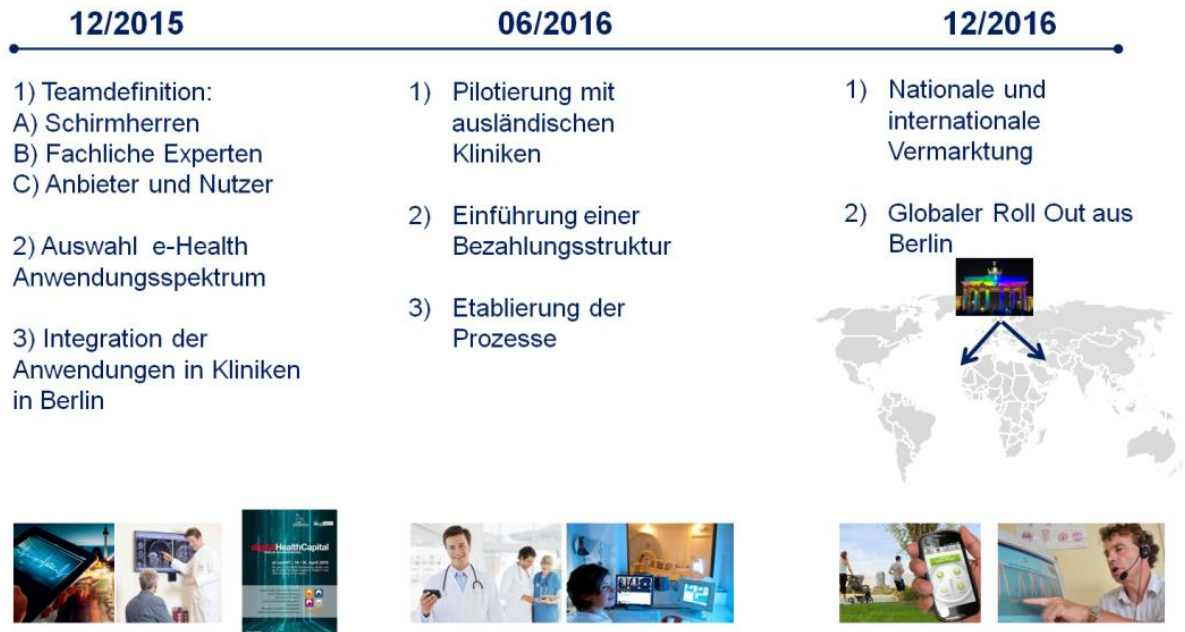 12/2015
1) Teamdefinition:
A) Schirmherren
B) Fachliche Experten
C) Anbieter und Nutzer
2) Auswahl e-Health
Anwendungsspektrum
3) Integration der
Anwendungen in Kliniken
in Berlin
06/2016
1) Pilotierung mit
ausländischen
Kliniken
2) Einführung einer
Bezahlungsstruktur
3) Etablierung der
Prozesse
12/2016
1) Nationale und
internationale
Vermarktung
2) Globaler Roll Out aus
Berlin
digitalHealthCapital